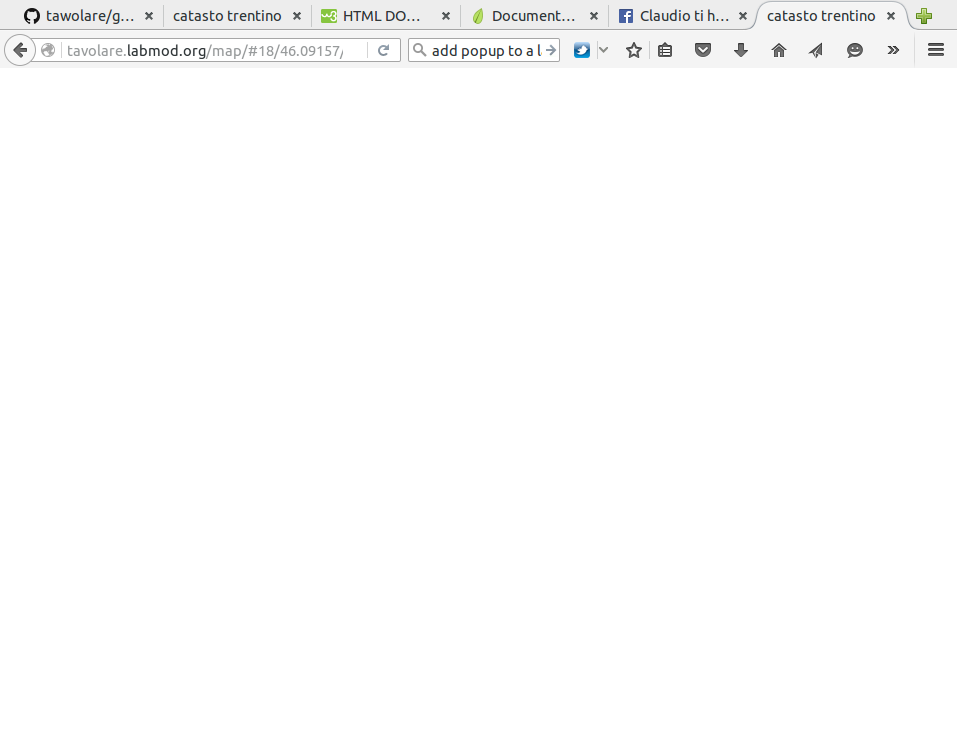 tawolare/g... catasto trentino HTML DO... Document... Claudio ti h... catasto trentino
tavolare.labmod.org/map/#18/46.09157/ add popup to a l